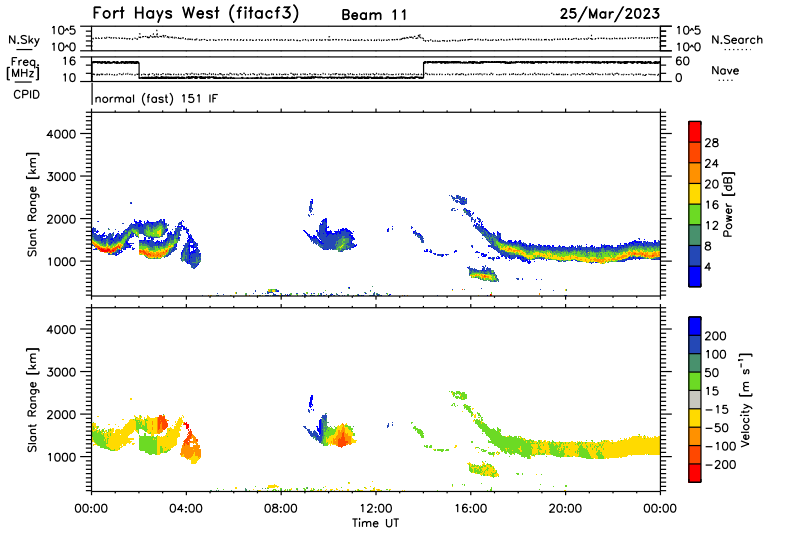 Fort Hays West (fitacf3) Beam 11 25/Mar/2023
N.Sky 10^5 10^0 10^5 10^0 N.Search
Freq. [MHz] 16 10 60 0 Nave
CPID normal (fast) 151 IF
4000
3000
2000
1000
Slant Range [km]
28
24
20
16
12
8
4
Power [dB]
4000
3000
2000
1000
Slant Range [km]
200
100
50
15
-15
-50
-100
-200
Velocity [m s⁻¹]
00:00 04:00 08:00 12:00 16:00 20:00 00:00
Time UT